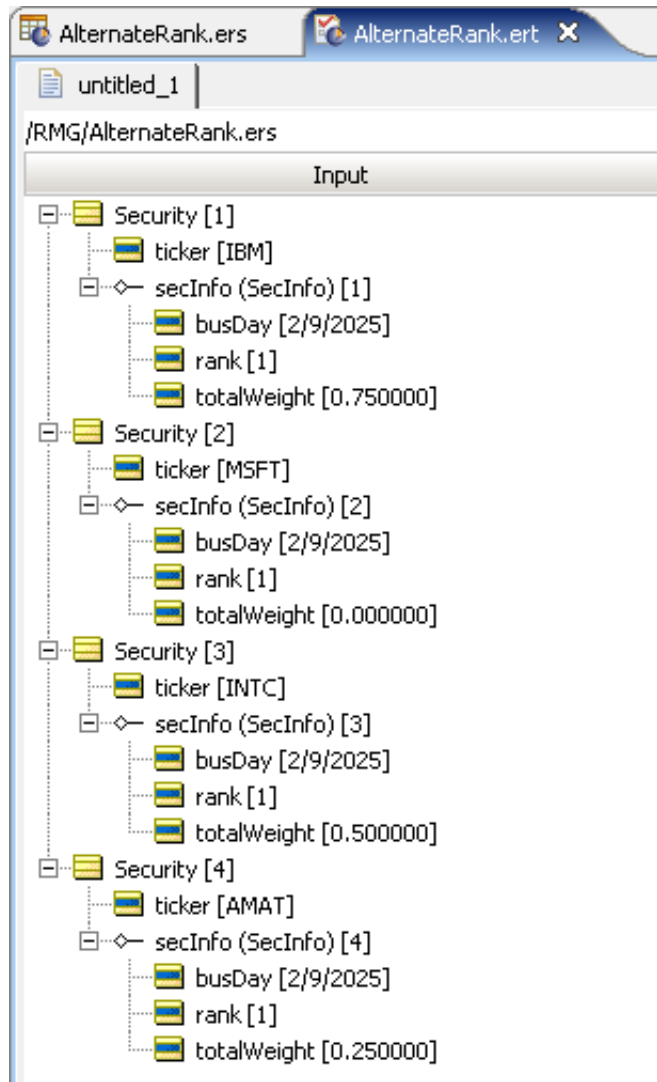 AlternateRank.ers AlternateRank.ert
untitled_1
/RMG/AlternateRank.ers
Input
Security [1]
ticker [IBM]
secInfo (SecInfo) [1]
busDay [2/9/2025]
rank [1]
totalWeight [0.750000]
Security [2]
ticker [MSFT]
secInfo (SecInfo) [2]
busDay [2/9/2025]
rank [1]
totalWeight [0.000000]
Security [3]
ticker [INTC]
secInfo (SecInfo) [3]
busDay [2/9/2025]
rank [1]
totalWeight [0.500000]
Security [4]
ticker [AMAT]
secInfo (SecInfo) [4]
busDay [2/9/2025]
rank [1]
totalWeight [0.250000]